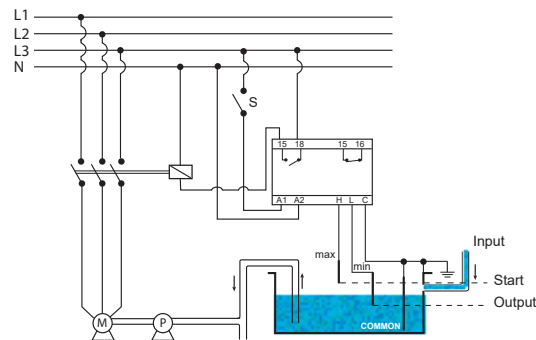 L1
L2
L3
N
S
15 18 15 16
A1 A2 H L C
max
min
Input
Start
Output
COMMON
M
P